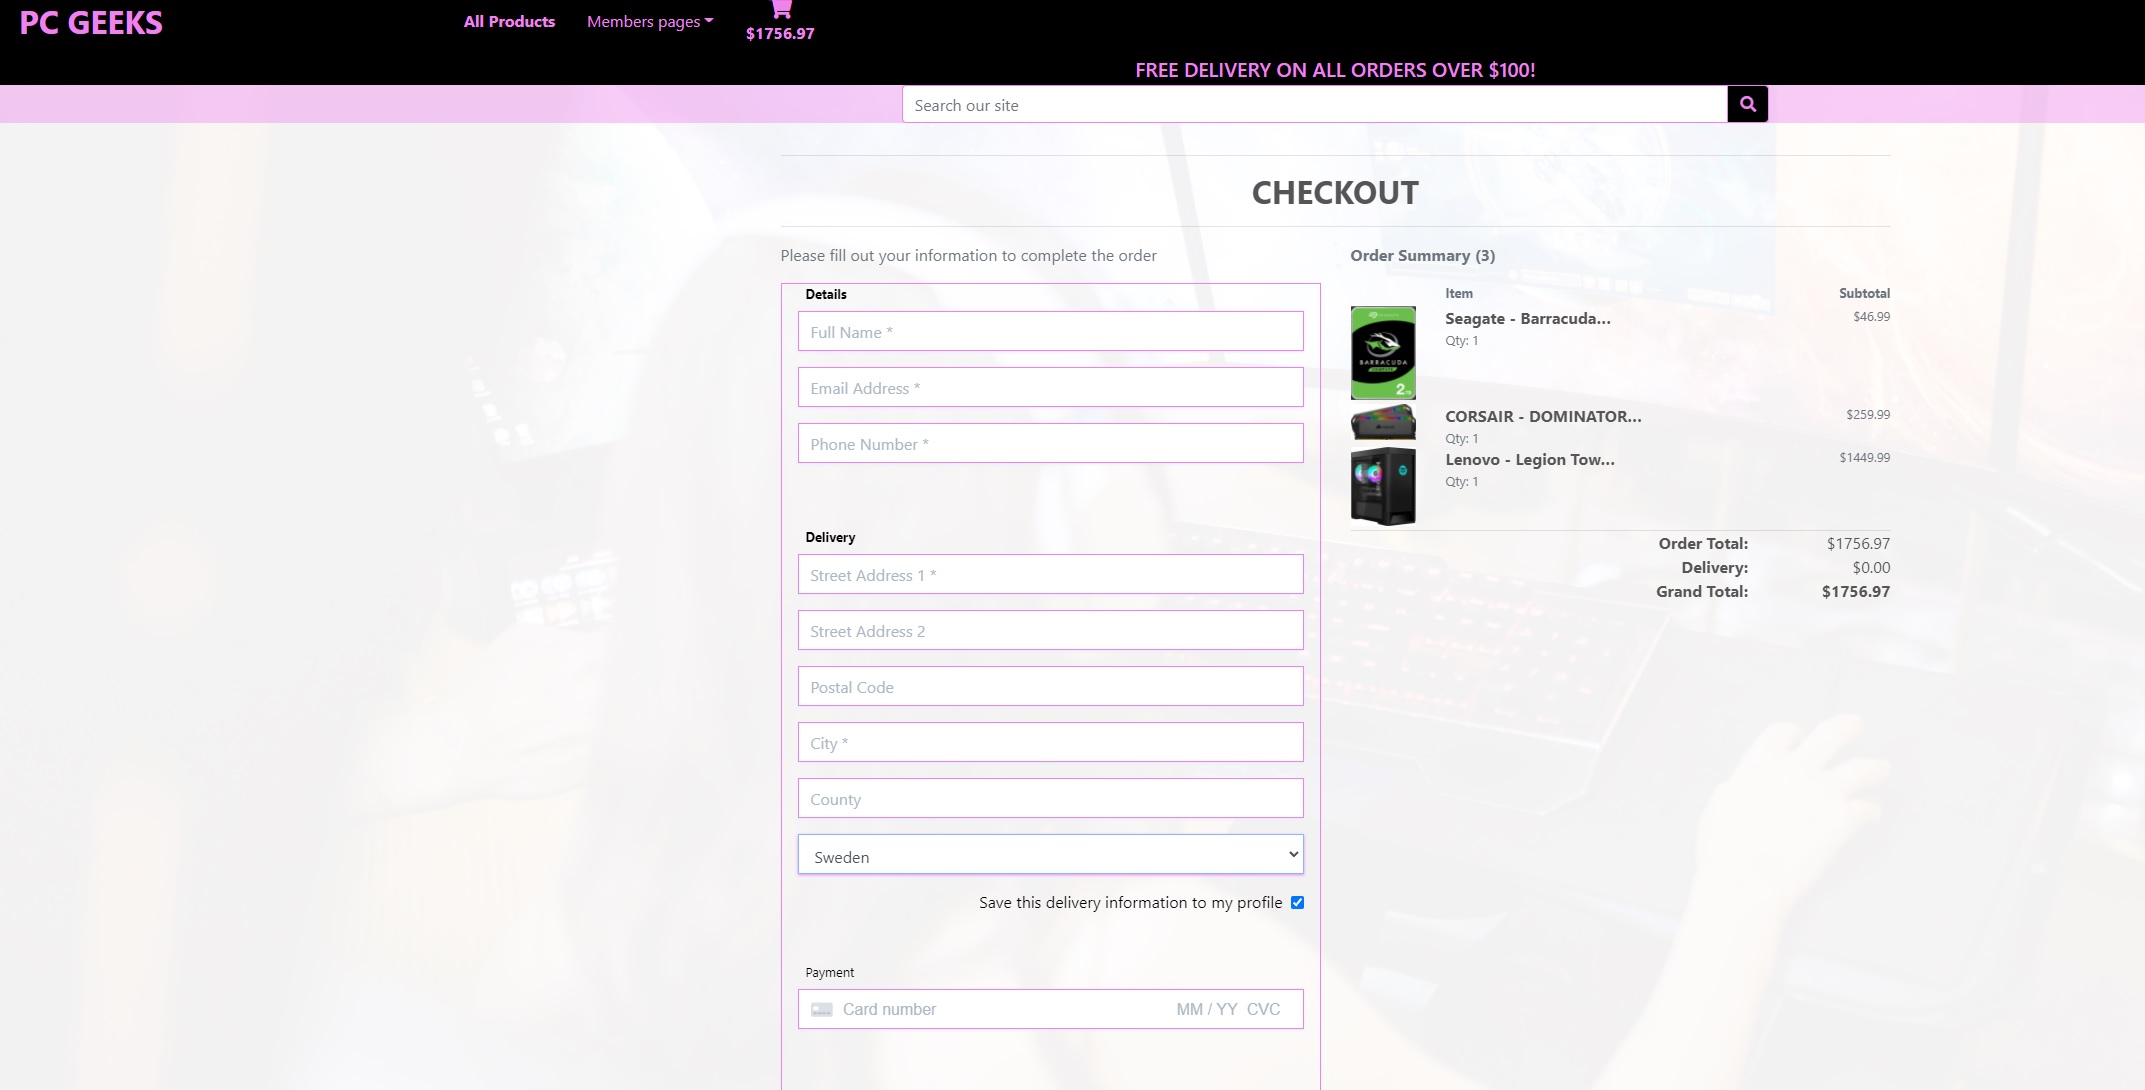 PC GEEKS
All Products
Members pages
$1756.97
FREE DELIVERY ON ALL ORDERS OVER $100!
Search our site
CHECKOUT
Please fill out your information to complete the order
Details
Full Name *
Email Address *
Phone Number *
Delivery
Street Address 1 *
Street Address 2
Postal Code
City *
County
Sweden
Save this delivery information to my profile
Payment
Card number MM / YY CVC
Order Summary (3)
Item Subtotal
BARRACUDA
2
Seagate - Barracuda... $46.99
Qty: 1
CORSAIR - DOMINATOR... $259.99
Qty: 1
Lenovo - Legion Tow... $1449.99
Qty: 1
Order Total: $1756.97
Delivery: $0.00
Grand Total: $1756.97